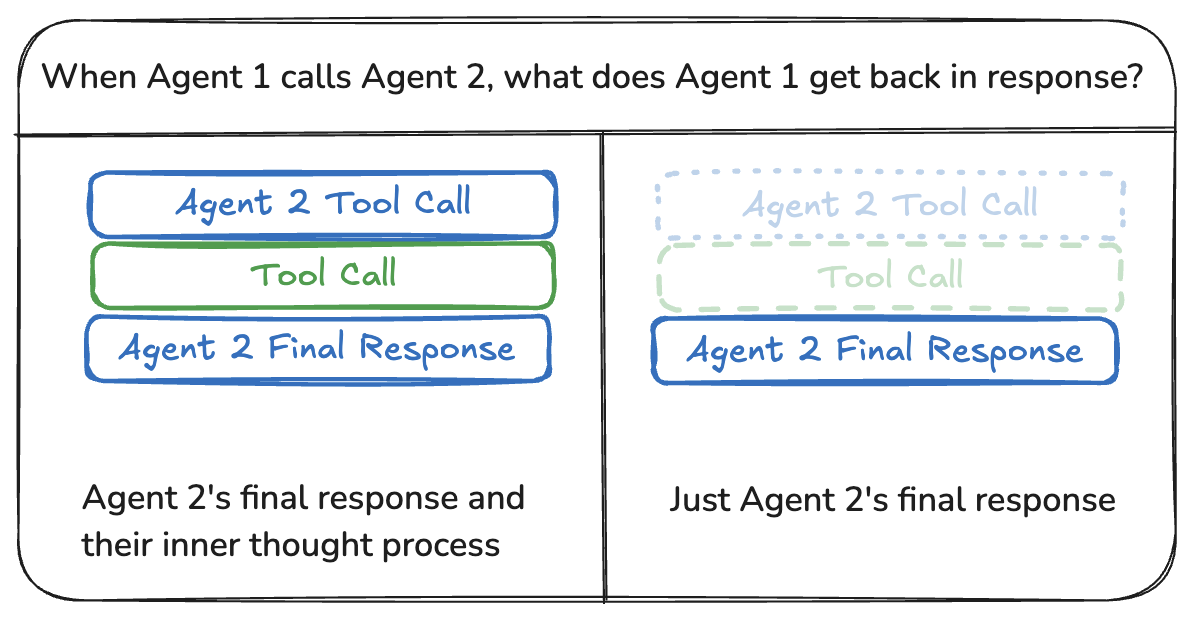 When Agent 1 calls Agent 2, what does Agent 1 get back in response?
Agent 2 Tool Call
Tool Call
Agent 2 Final Response
Agent 2's final response and
their inner thought process
Agent 2 Tool Call
Tool Call
Agent 2 Final Response
Just Agent 2's final response